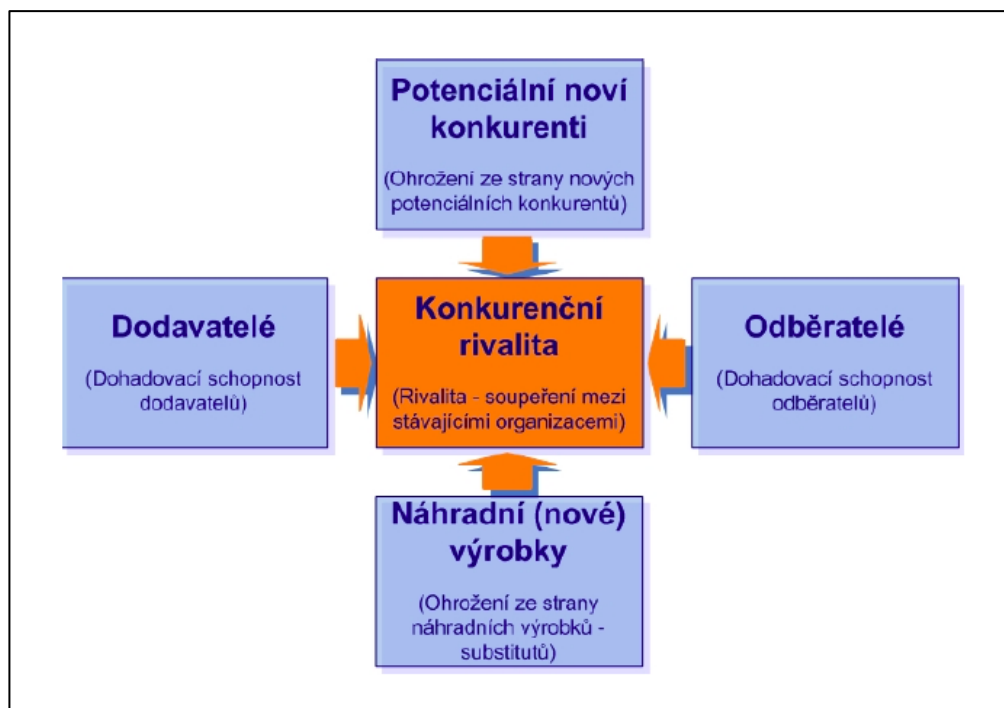 Potenciální noví
konkurenti
(Ohrožení ze strany nových
potenciálních konkurentů)
Dodavatelé
(Dohadovací schopnost
dodavatelů)
Konkurenční
rivalita
(Rivalita - soupeření mezi
stávajícími organizacemi)
Odběratelé
(Dohadovací schopnost
odběratelů)
Náhradní (nové)
výrobky
(Ohrožení ze strany
náhradních výrobků -
substitutů)